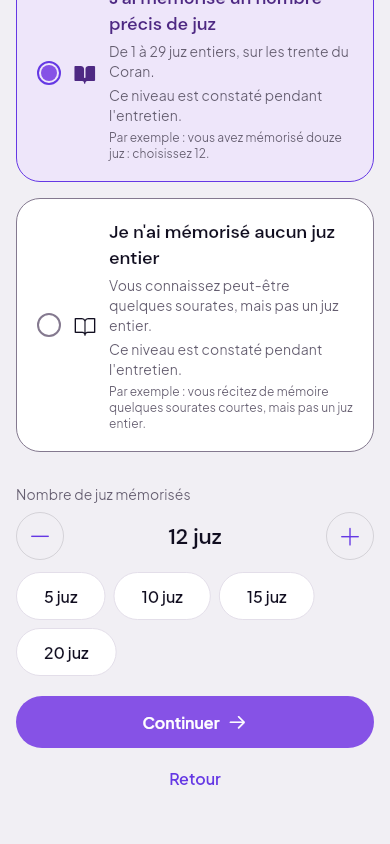 J'ai mémorisé un nombre
précis de juz
De 1 à 29 juz entiers, sur les trente du
Coran.
Ce niveau est constaté pendant
l'entretien.
Par exemple : vous avez mémorisé douze
juz : choisissez 12.
Je n'ai mémorisé aucun juz
entier
Vous connaissez peut-être
quelques sourates, mais pas un juz
entier.
Ce niveau est constaté pendant
l'entretien.
Par exemple : vous récitez de mémoire
quelques sourates courtes, mais pas un juz
entier.
Nombre de juz mémorisés
12 juz
5 juz
10 juz
15 juz
20 juz
Continuer
Retour